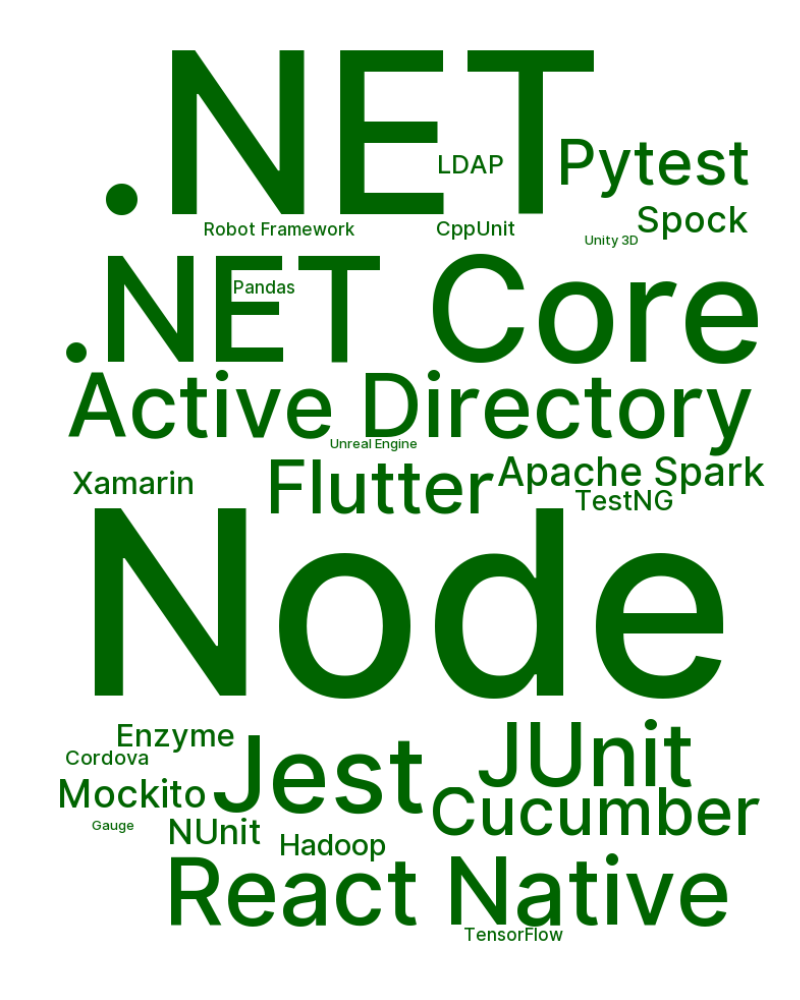 .NET
LDAP
Pytest
Spock
Robot Framework
CppUnit
Unity 3D
.NET Core
Pandas
Active Directory
Unreal Engine
Xamarin
Flutter
Apache Spark
TestNG
Node
Enzyme
Cordova
Jest
JUnit
Mockito
Cucumber
Gauge
NUnit
Hadoop
React Native
TensorFlow